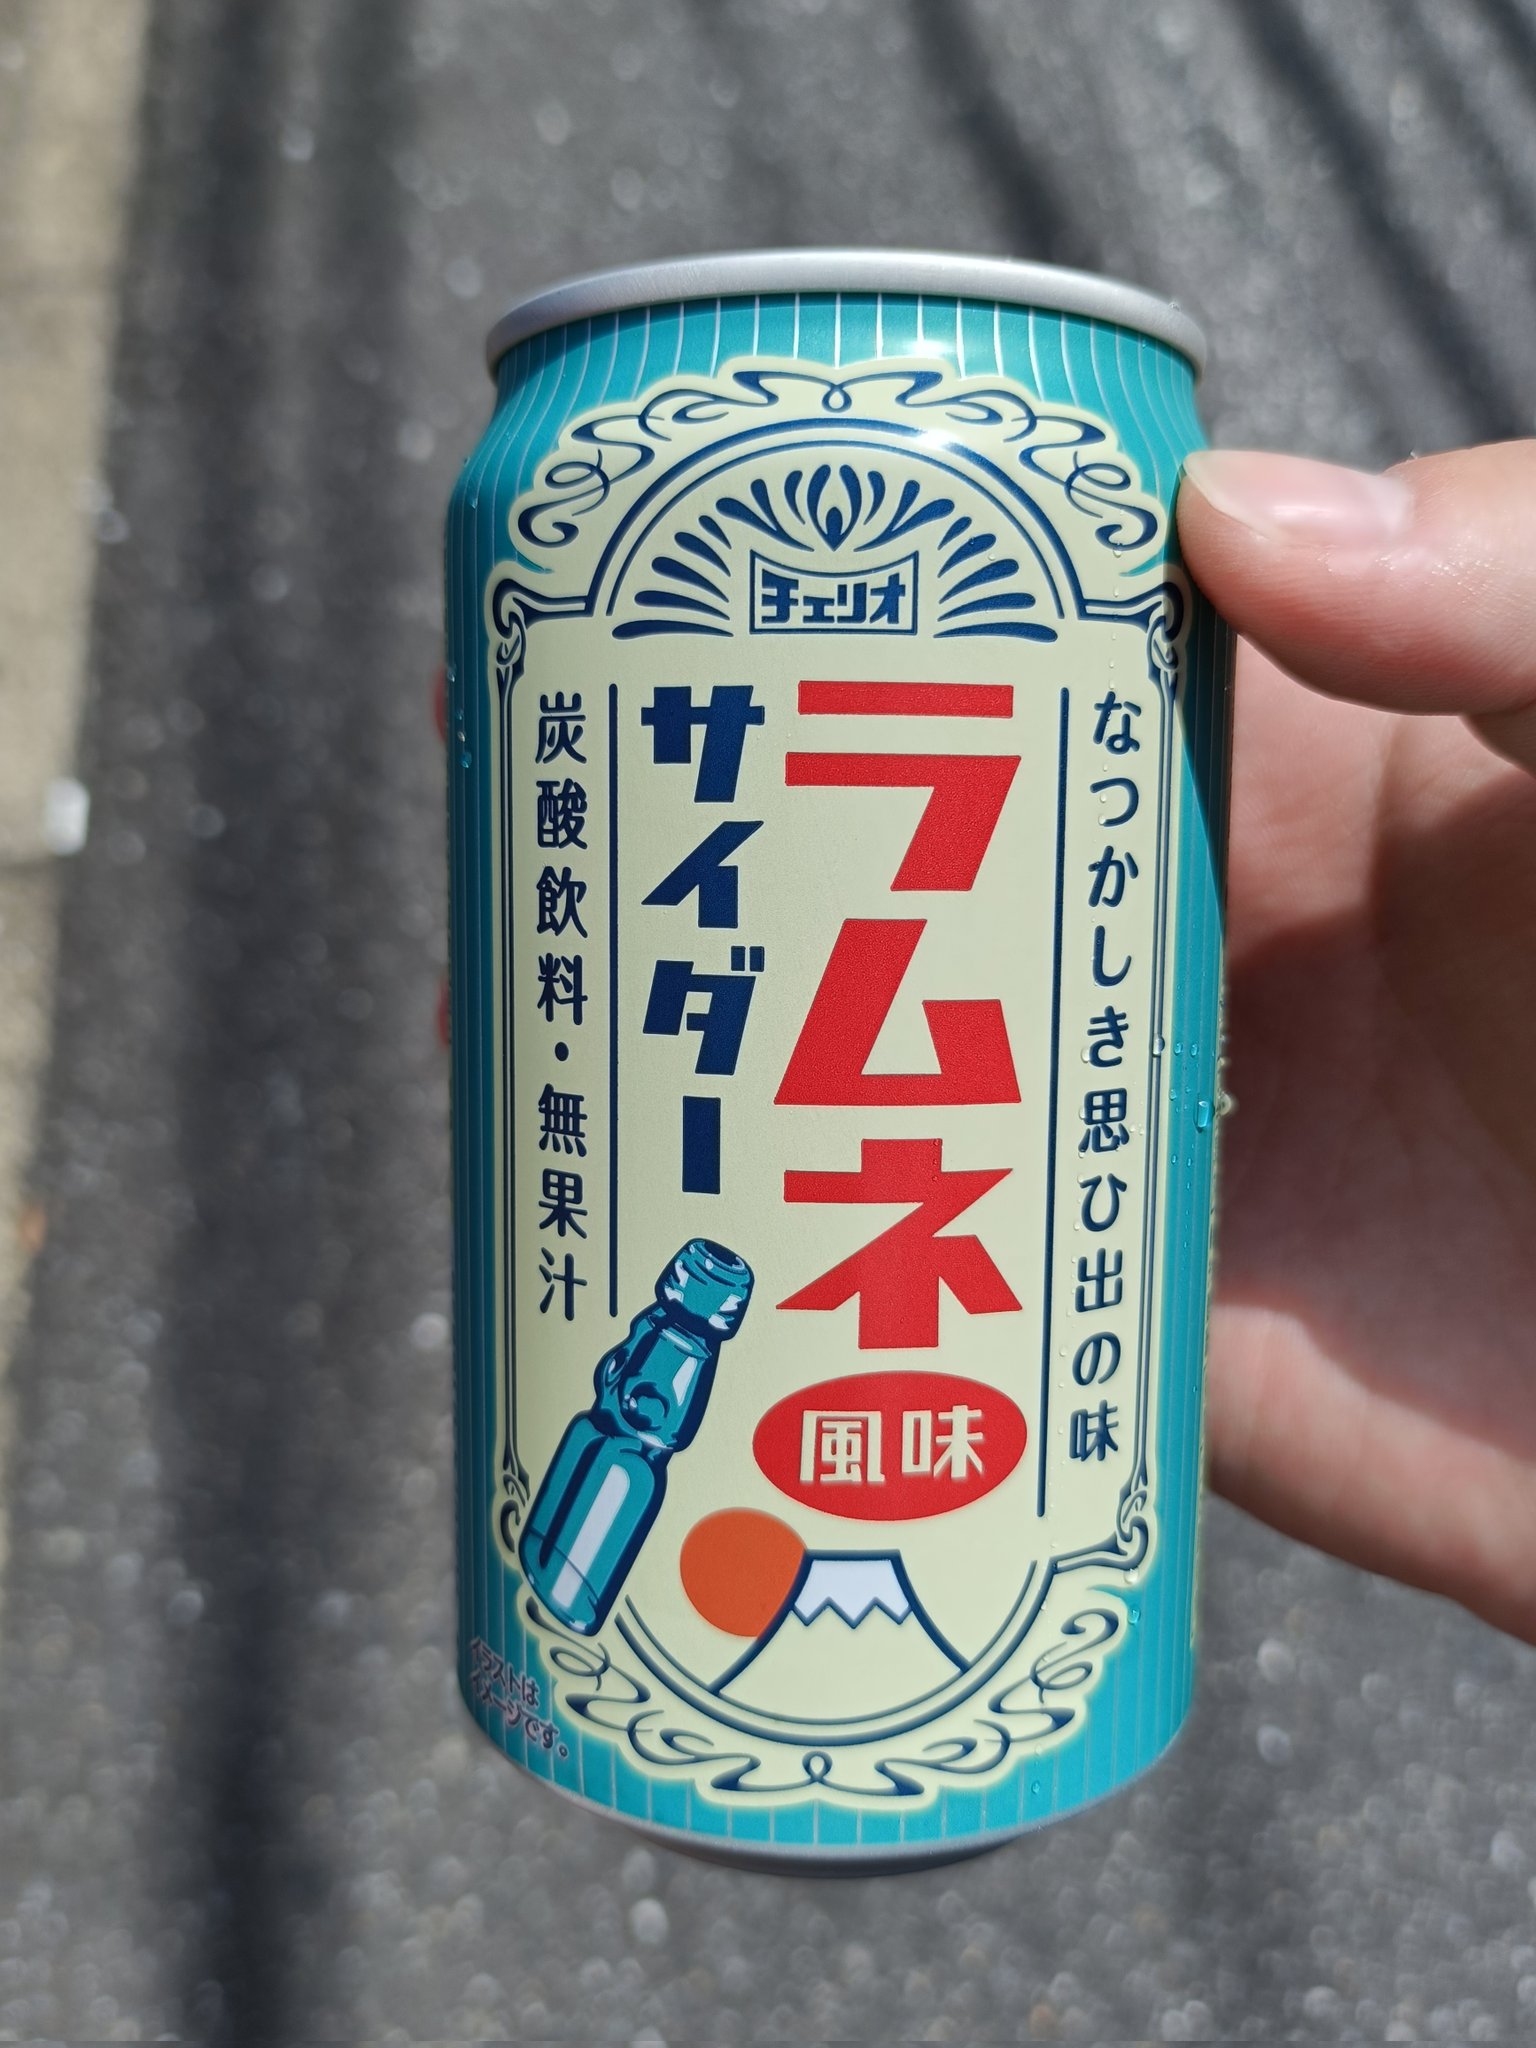 チェリオ
なつかしき思ひ出の味
ラムネ
風味
サイダー
炭酸飲料・無果汁
イラストは
イメージです。